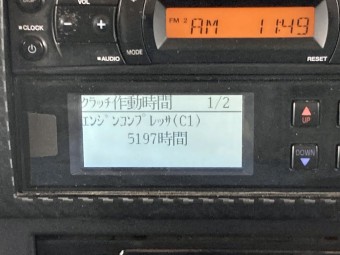 VOL
FM 2 AM 11:49
CLOCK
AUDIO
MODE
RESET
クラッチ作動時間 1/2
エンジンコンプレッサ(C1)
5197時間
UP
DOWN